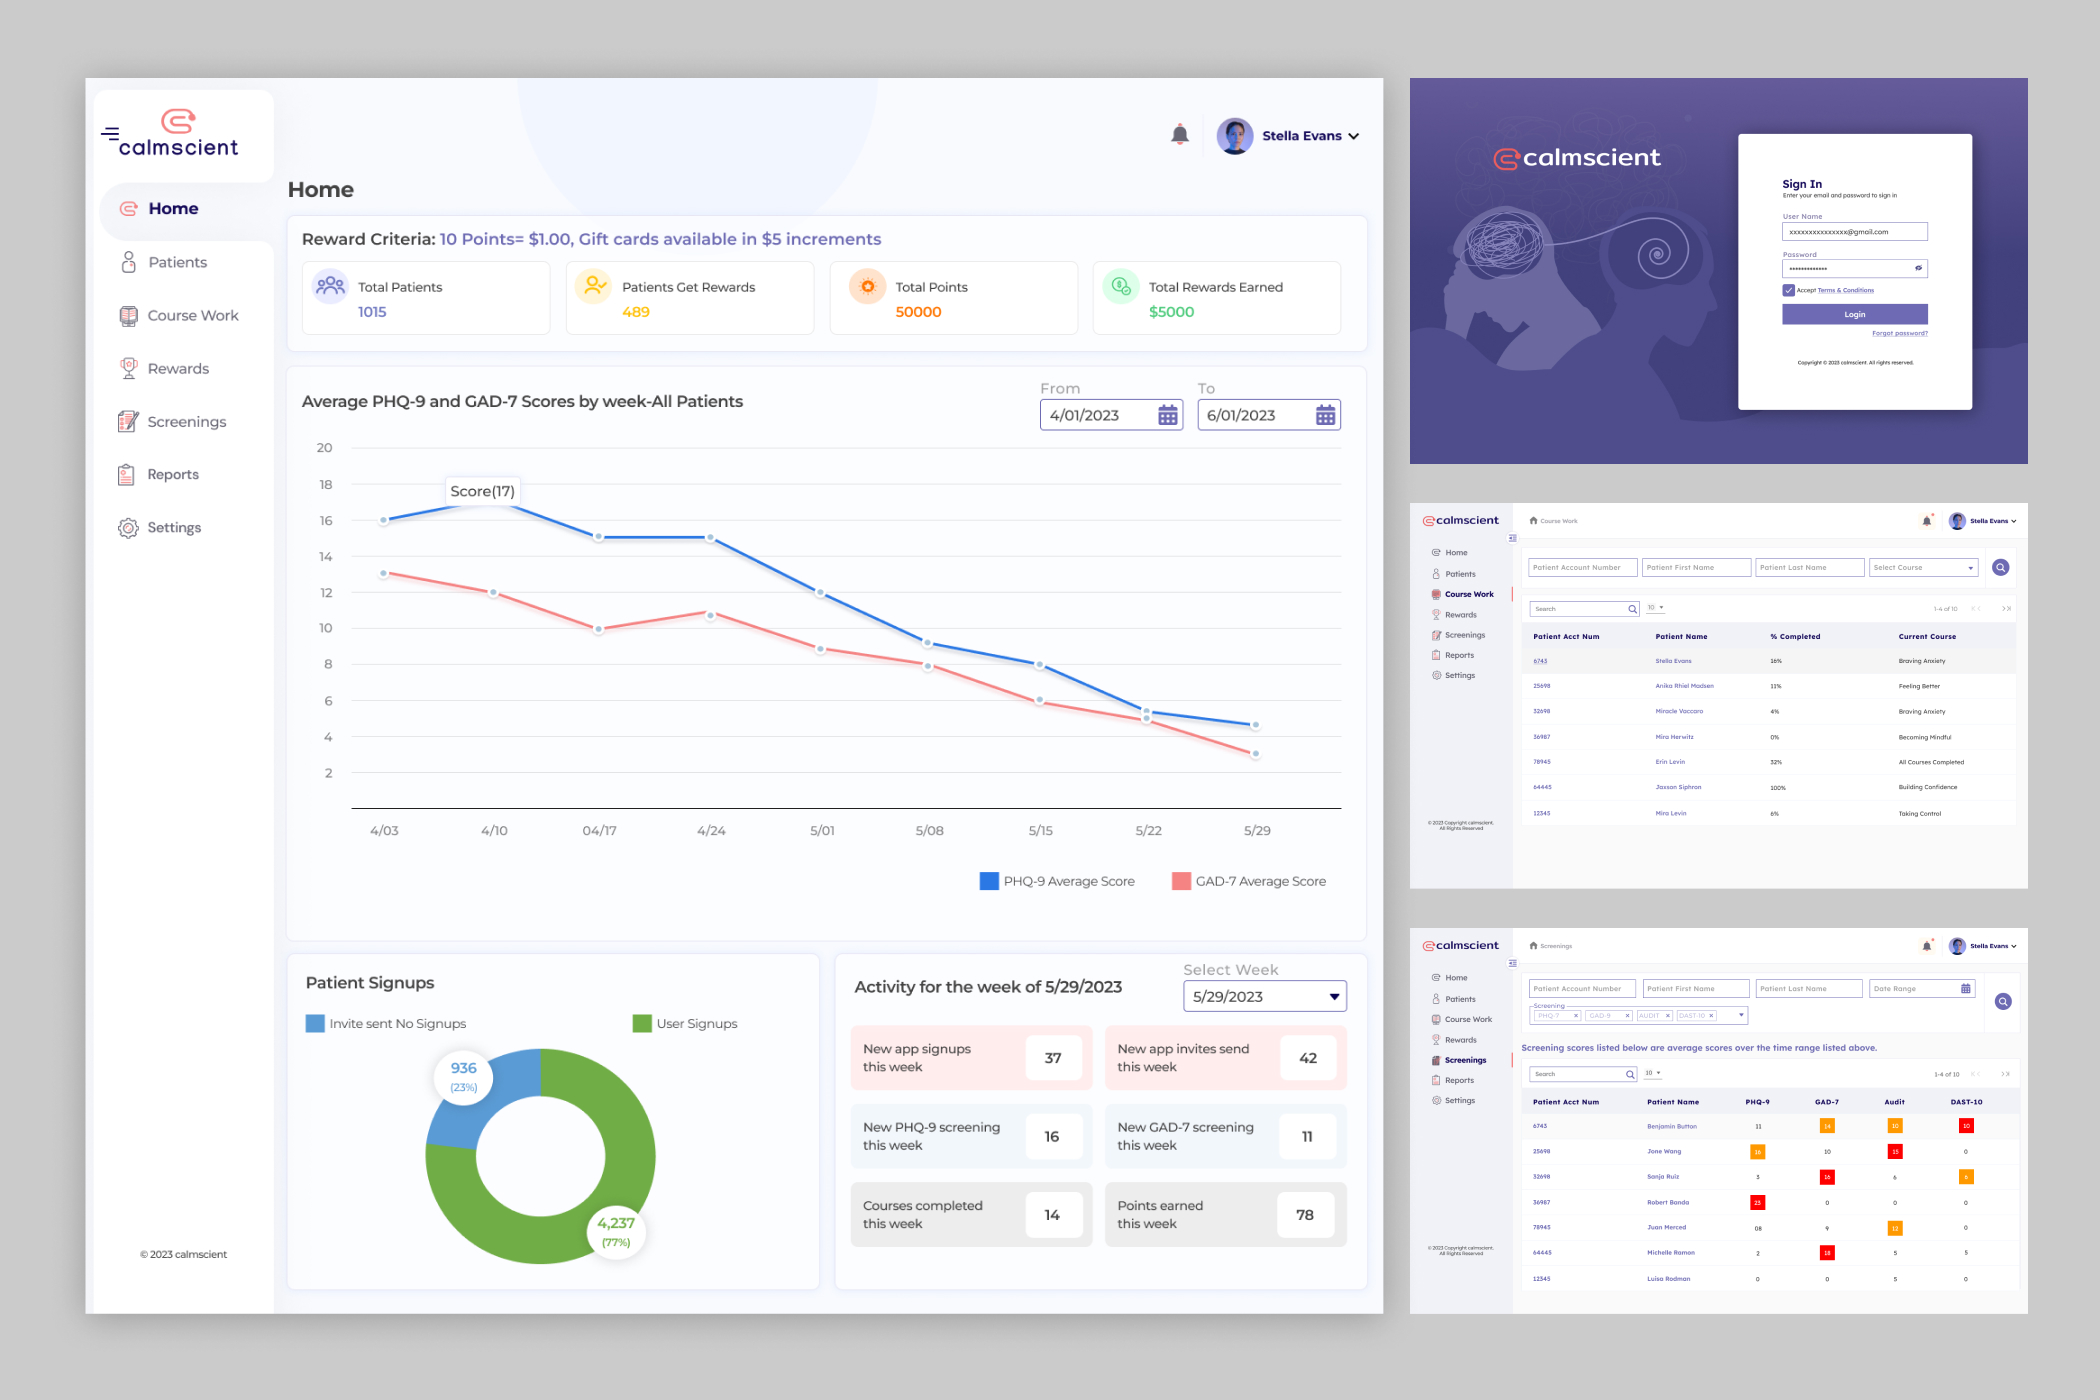 calmscient
Home
Patients
Course Work
Rewards
Screenings
Reports
Settings
© 2023 calmscient
Stella Evans
Home
Reward Criteria: 10 Points= $1.00, Gift cards available in $5 increments
Total Patients
1015
Patients Get Rewards
489
Total Points
50000
Total Rewards Earned
$5000
Average PHQ-9 and GAD-7 Scores by week-All Patients
From
4/01/2023
To
6/01/2023
20
18
16
14
12
10
8
6
4
2
Score(17)
4/03 4/10 04/17 4/24 5/01 5/08 5/15 5/22 5/29
PHQ-9 Average Score GAD-7 Average Score
Patient Signups
Invite sent No Signups User Signups
936
(23%)
4,237
(77%)
Activity for the week of 5/29/2023
Select Week
5/29/2023
New app signups
this week
37
New app invites send
this week
42
New PHQ-9 screening
this week
16
New GAD-7 screening
this week
11
Courses completed
this week
14
Points earned
this week
78
calmscient
Sign In
Enter your email and password to sign in
User Name
xxxxxxxxxxxxxxx@gmail.com
Password
Accept Terms & Conditions
Login
Forgot password?
Copyright © 2023 calmscient. All rights reserved.
calmscient
Home
Patients
Course Work
Rewards
Screenings
Reports
Settings
© 2023 Copyright calmscient.
All Rights Reserved
Course Work
Stella Evans
Patient Account Number Patient First Name Patient Last Name Select Course
Search 10 1-4 of 10
Patient Acct Num Patient Name % Completed Current Course
6743 Stella Evans 16% Braving Anxiety
25698 Anika Rhiel Madsen 11% Feeling Better
32698 Miracle Vaccaro 4% Braving Anxiety
36987 Mira Herwitz 0% Becoming Mindful
78945 Erin Levin 32% All Courses Completed
64445 Jaxson Siphron 100% Building Confidence
12345 Mira Levin 6% Taking Control
calmscient
Home
Patients
Course Work
Rewards
Screenings
Reports
Settings
© 2023 Copyright calmscient.
All Rights Reserved
Screenings
Stella Evans
Patient Account Number Patient First Name Patient Last Name Date Range
Screening
PHQ-7 × GAD-9 × AUDIT × DAST-10 ×
Screening scores listed below are average scores over the time range listed above.
Search 10 1-4 of 10
Patient Acct Num Patient Name PHQ-9 GAD-7 Audit DAST-10
6743 Benjamin Button 11 14 10 10
25698 Jone Wang 16 10 15 0
32698 Sanja Ruiz 3 16 6 6
36987 Robert Banda 23 0 0 0
78945 Juan Merced 08 9 12 0
64445 Michelle Ramon 2 18 5 5
12345 Luisa Rodman 0 0 5 0